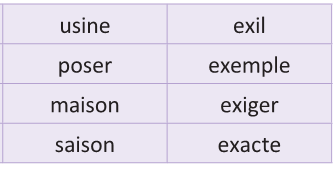 usine exil
poser exemple
maison exiger
saison exacte